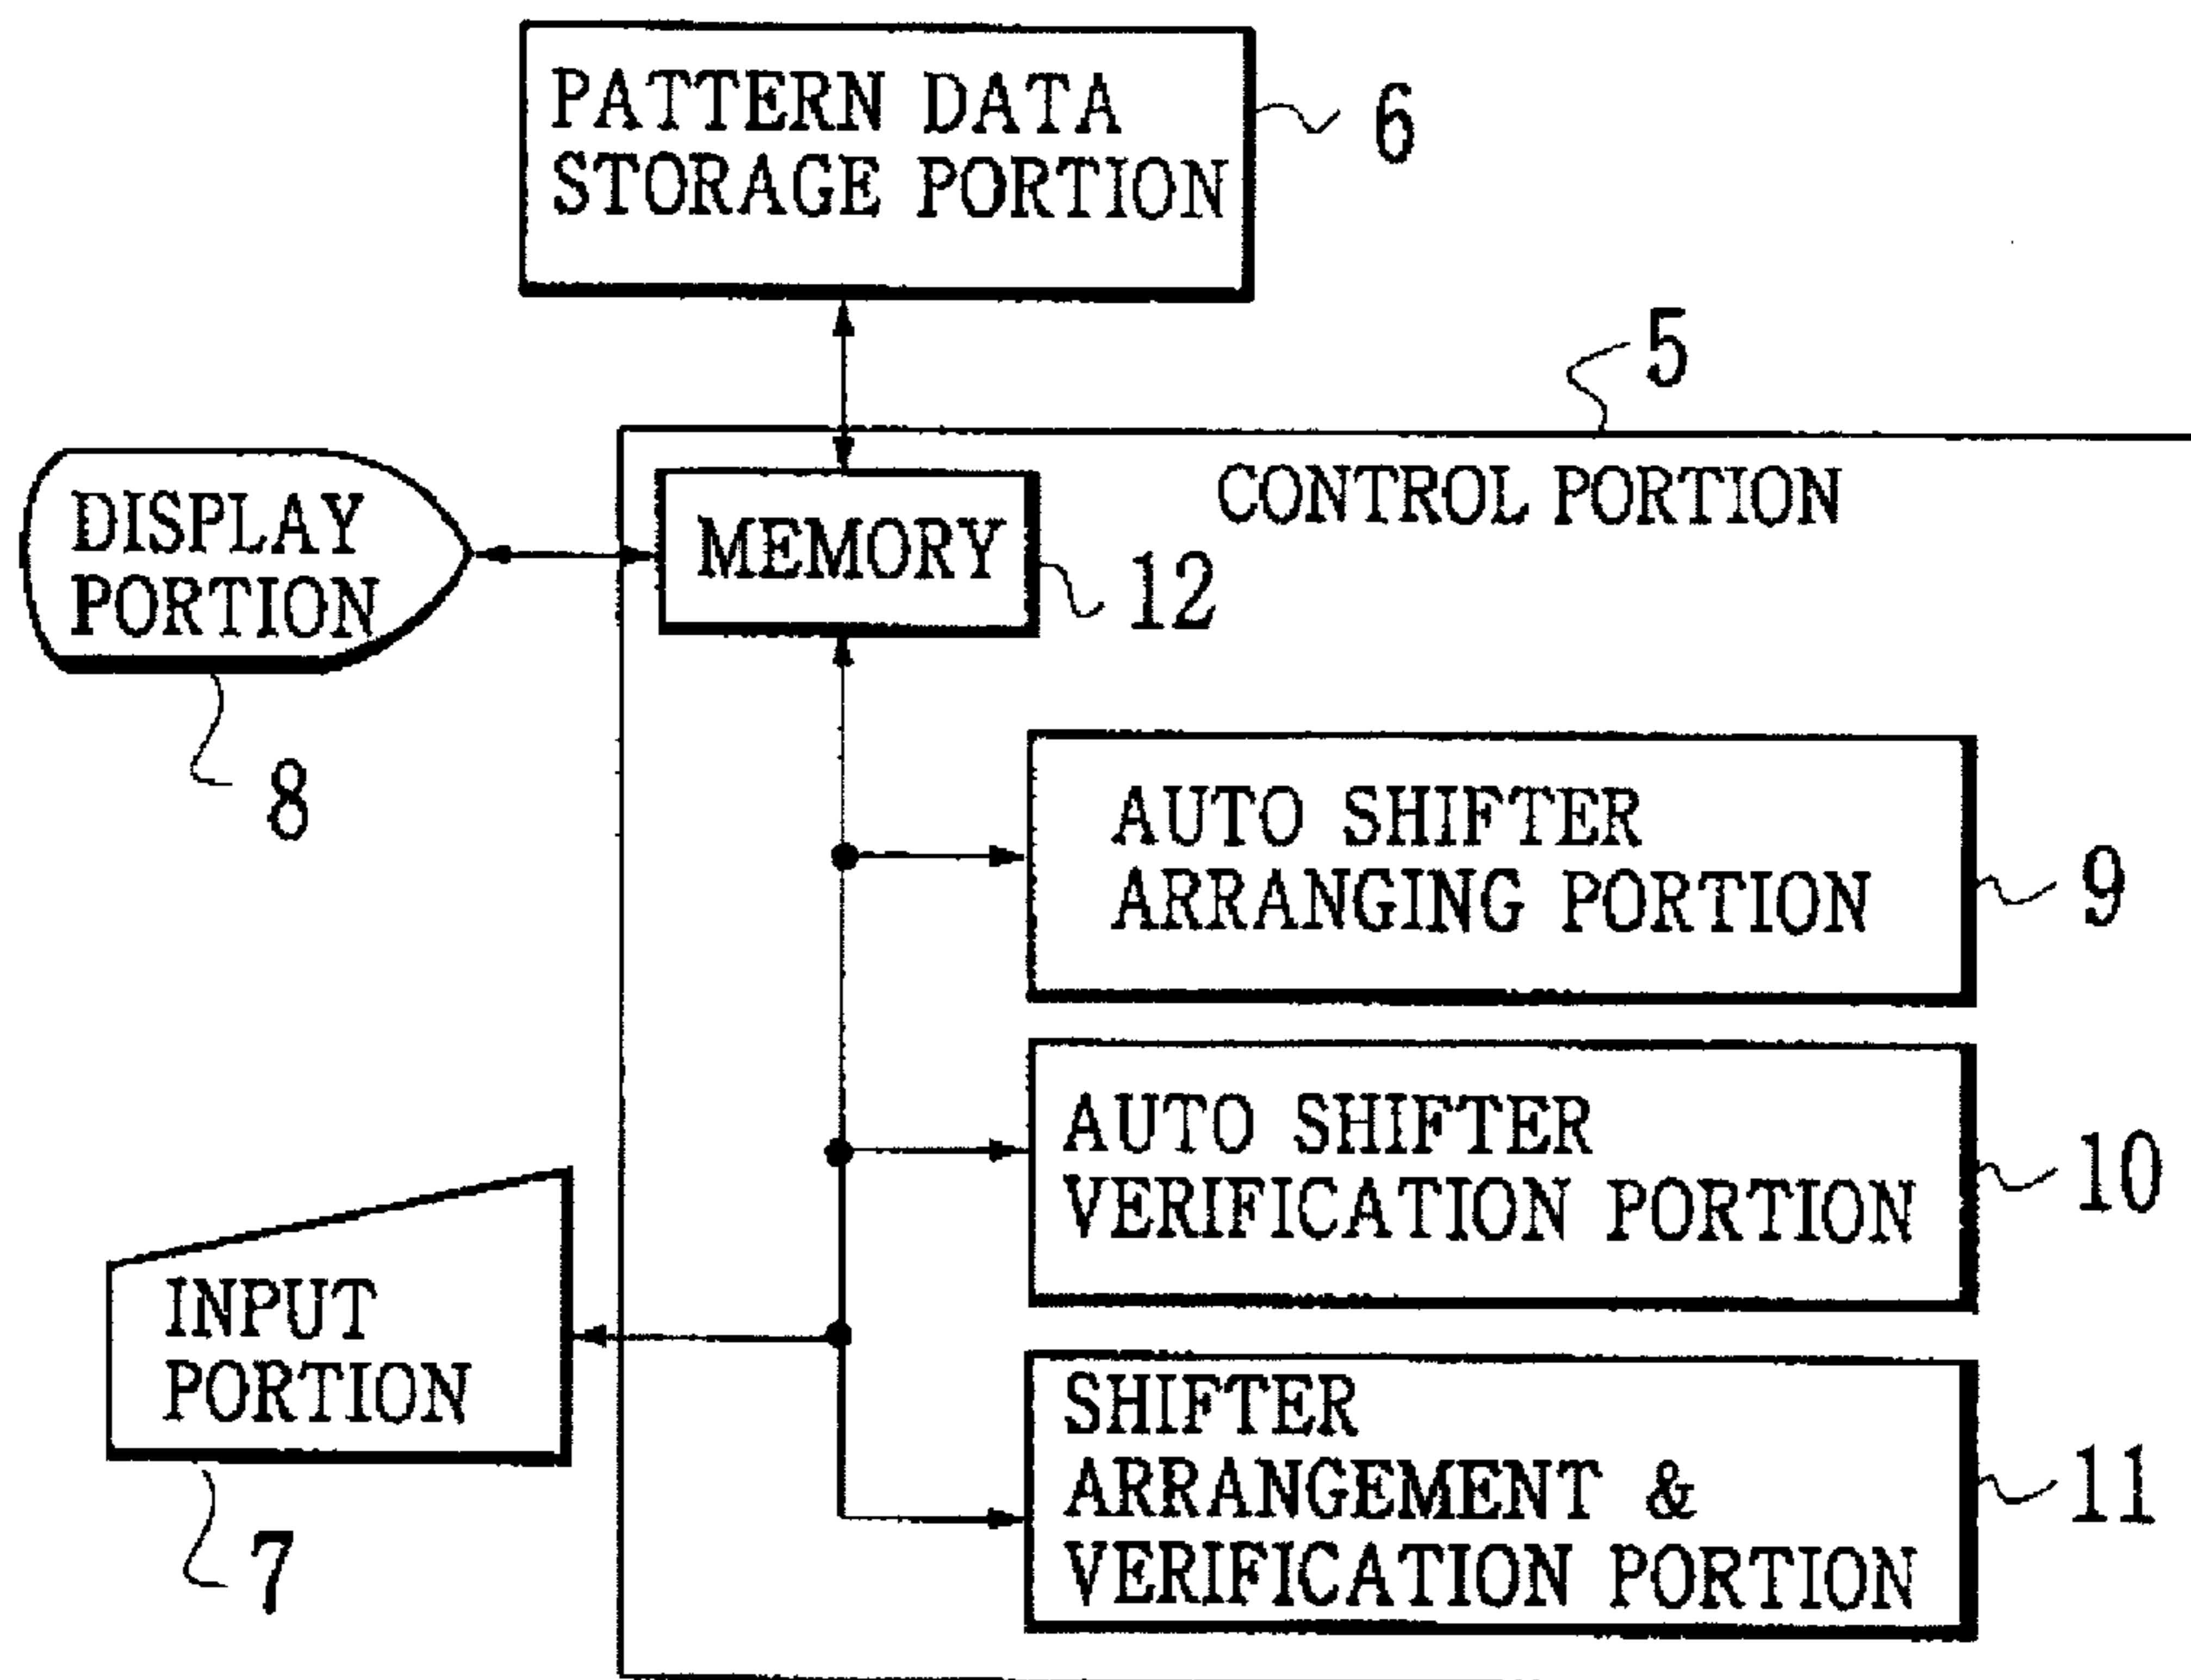 PATTERN DATA
STORAGE PORTION
6
5
CONTROL PORTION
DISPLAY
PORTION
8
MEMORY
12
AUTO SHIFTER
ARRANGING PORTION
9
AUTO SHIFTER
VERIFICATION PORTION
10
INPUT
PORTION
7
SHIFTER
ARRANGEMENT &
VERIFICATION PORTION
11